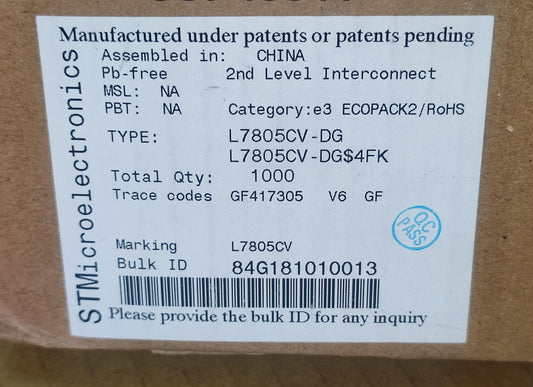 Manufactured under patents or patents pending
Assembled in: CHINA
Pb-free 2nd Level Interconnect
MSL: NA
PBT: NA Category:e3 ECOPACK2/RoHS
TYPE: L7805CV-DG
L7805CV-DG$4FK
Total Qty: 1000
Trace codes GF417305 V6 GF
QC
PASS
Marking L7805CV
Bulk ID 84G181010013
Please provide the bulk ID for any inquiry
STMicroelectronics